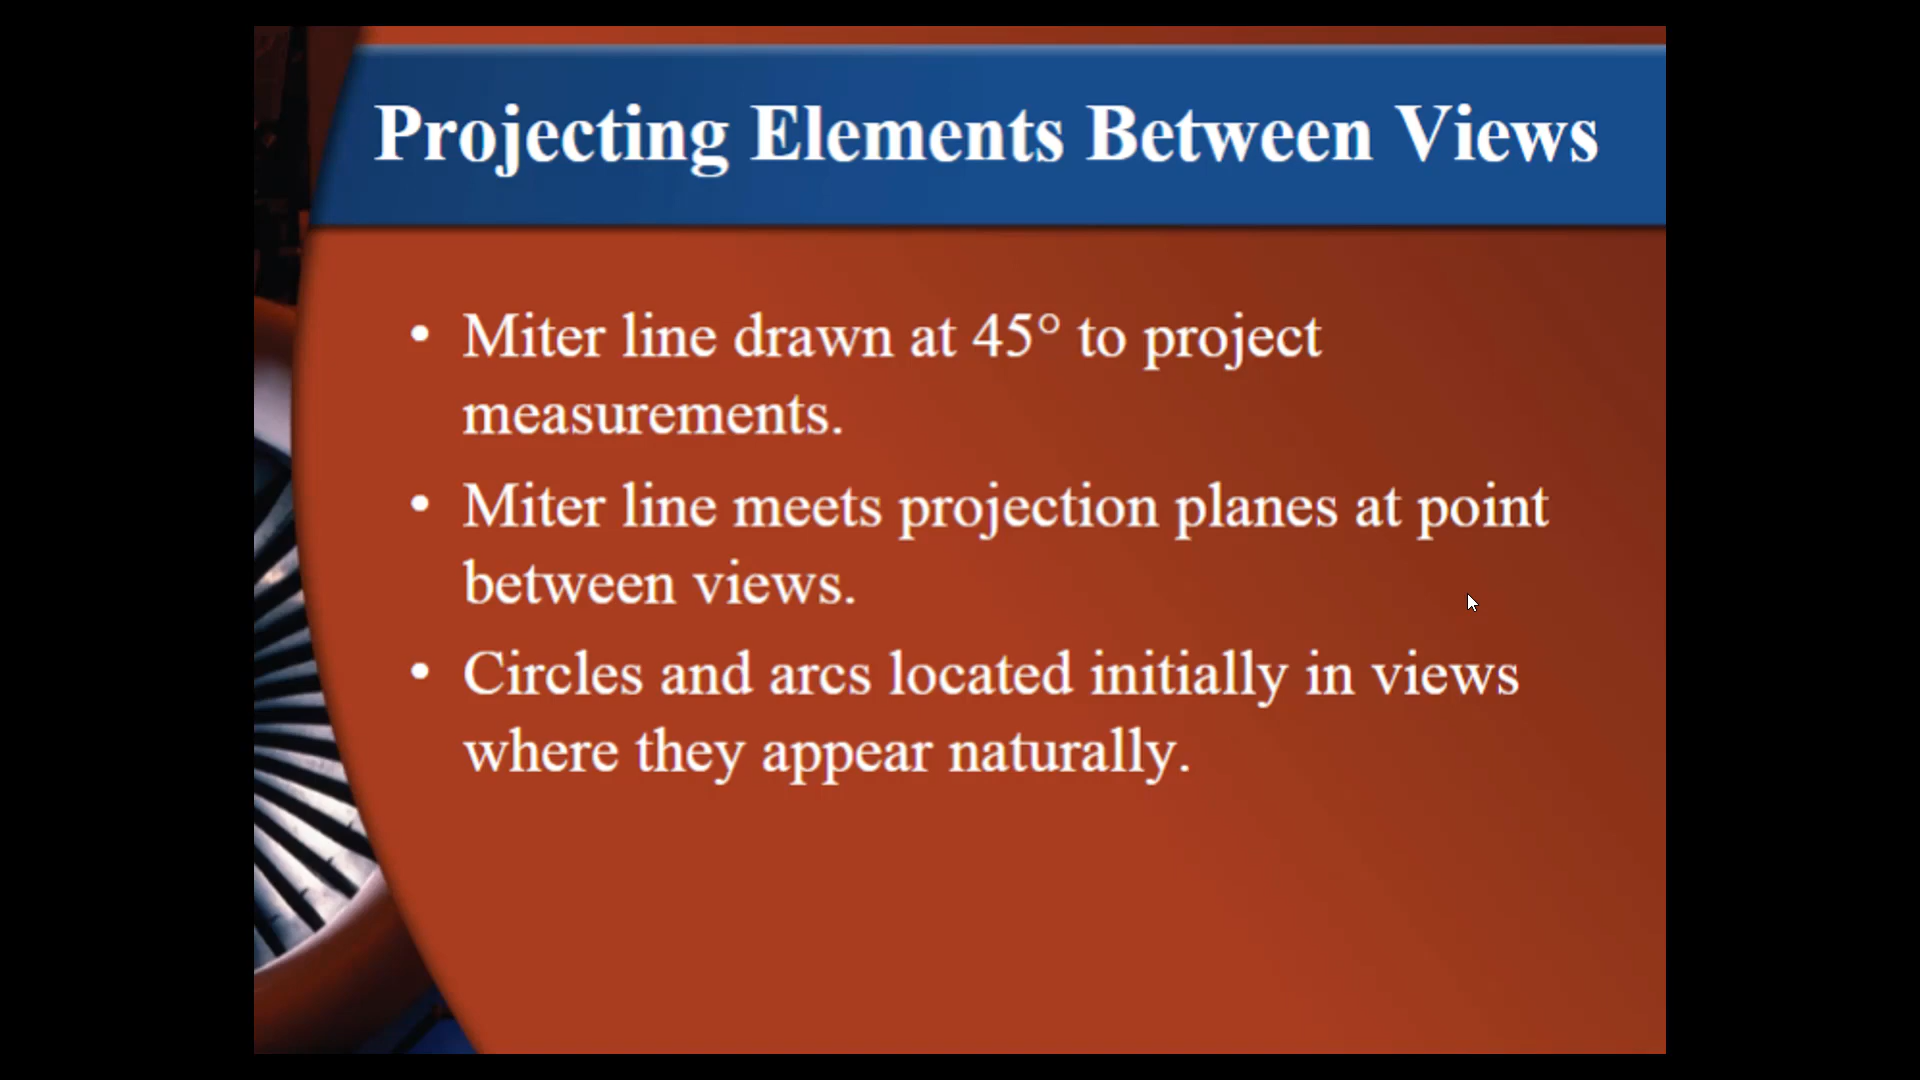 Projecting Elements Between Views
• Miter line drawn at 45° to project
measurements.
• Miter line meets projection planes at point
between views.
• Circles and arcs located initially in views
where they appear naturally.